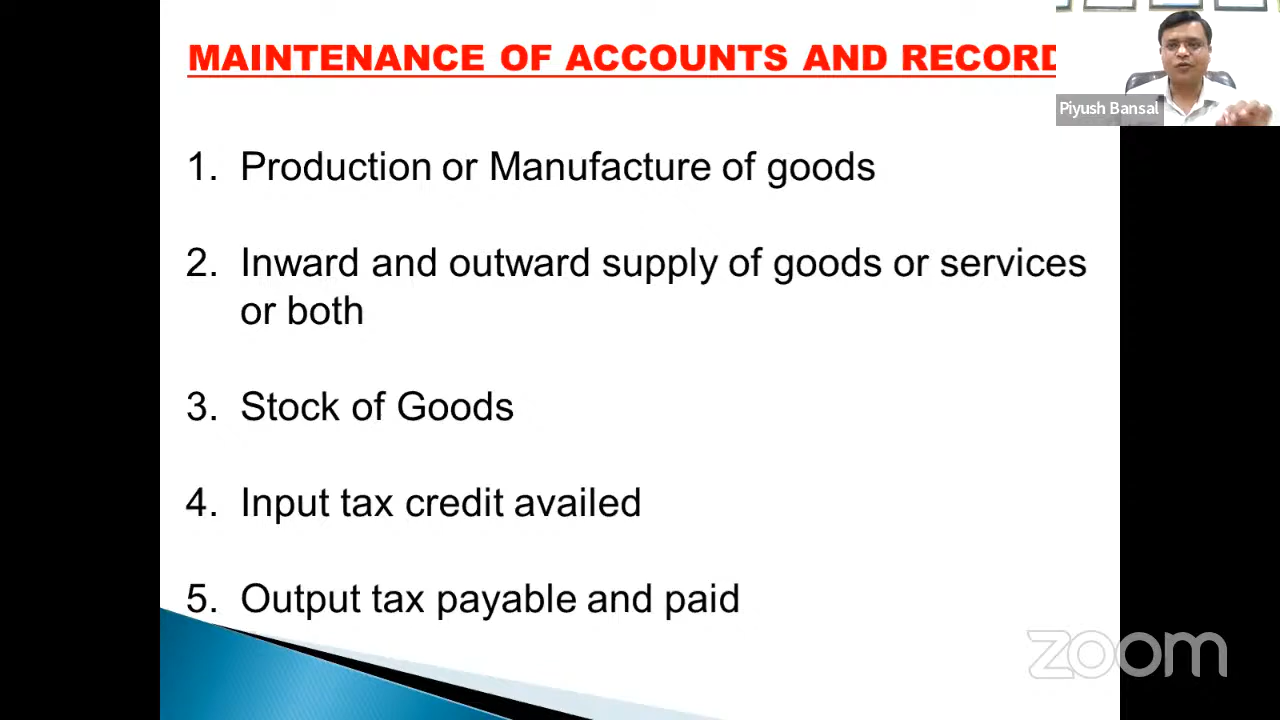 MAINTENANCE OF ACCOUNTS AND RECORD
Piyush Bansal
1. Production or Manufacture of goods
2. Inward and outward supply of goods or services
or both
3. Stock of Goods
4. Input tax credit availed
5. Output tax payable and paid
zoom